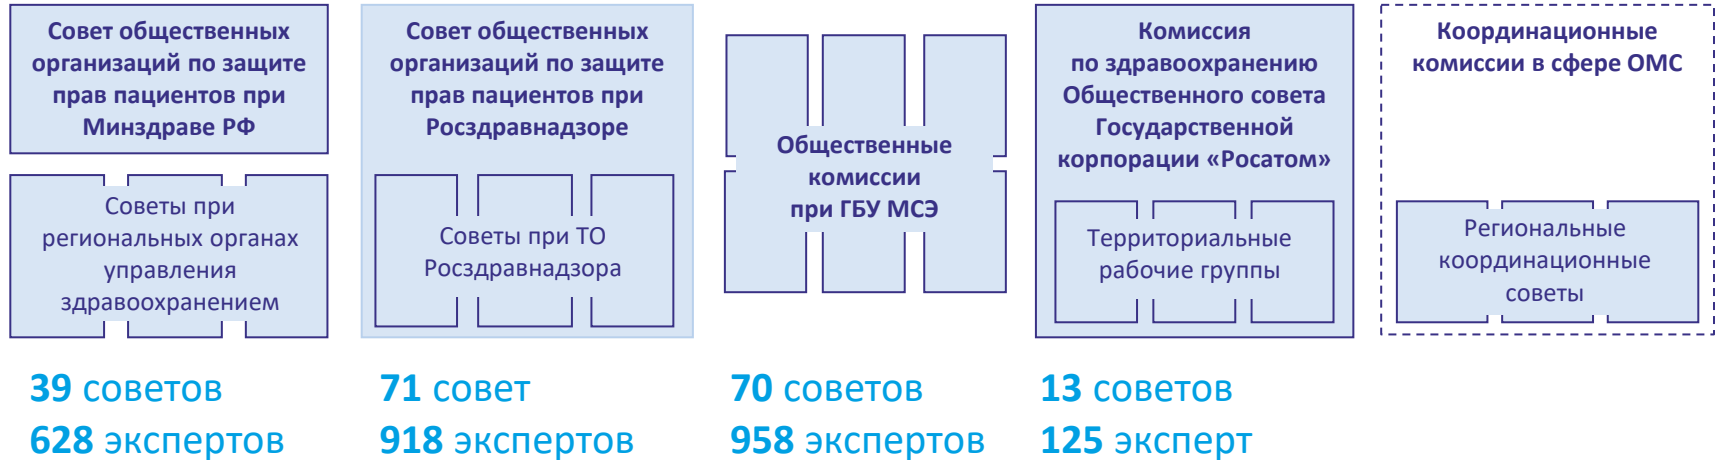 Совет общественных
организаций по защите
прав пациентов при
Минздраве РФ
Советы при
региональных органах
управления
здравоохранением
39 советов
628 экспертов
Совет общественных
организаций по защите
прав пациентов при
Росздравнадзоре
Советы при ТО
Росздравнадзора
71 совет
918 экспертов
Общественные
комиссии
при ГБУ МСЭ
70 советов
958 экспертов
Комиссия
по здравоохранению
Общественного совета
Государственной
корпорации «Росатом»
Территориальные
рабочие группы
13 советов
125 эксперт
Координационные
комиссии в сфере ОМС
Региональные
координационные
советы